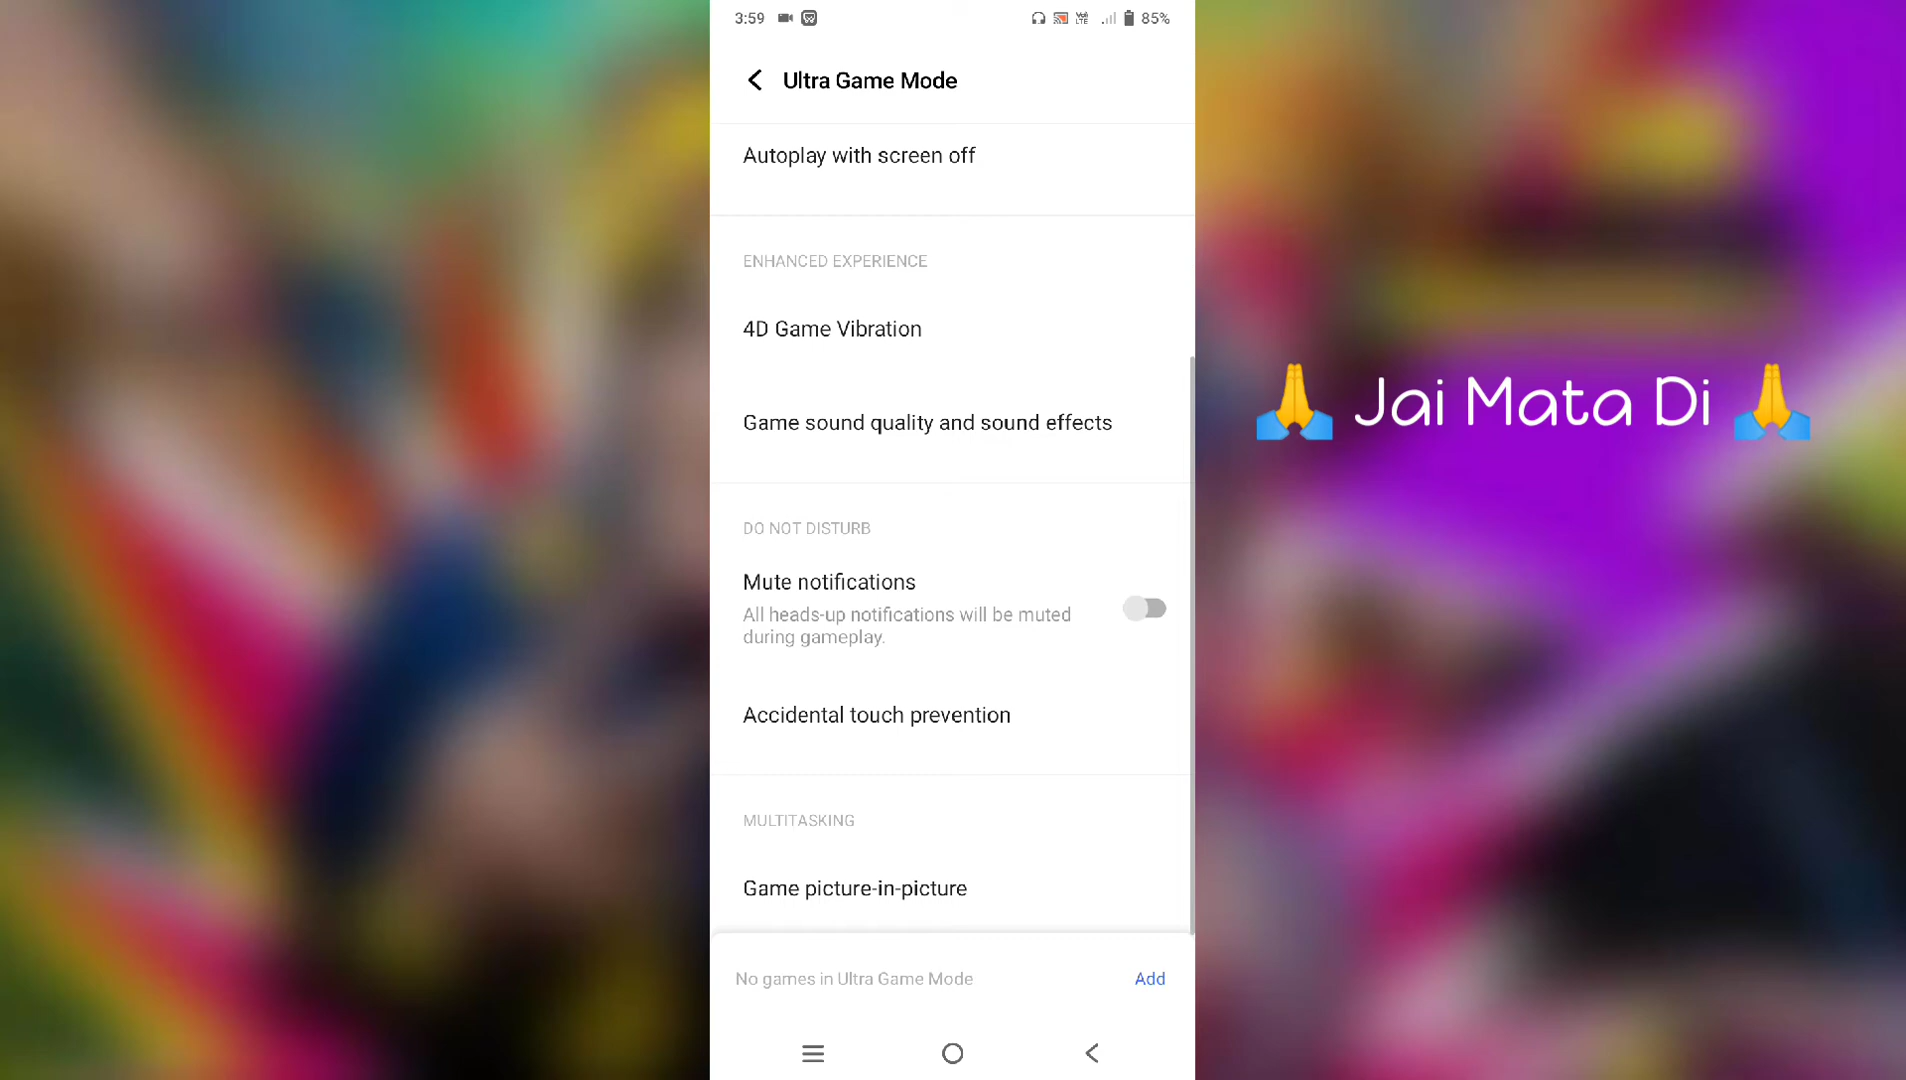 3:59
85%
Ultra Game Mode
Autoplay with screen off
ENHANCED EXPERIENCE
4D Game Vibration
Game sound quality and sound effects
DO NOT DISTURB
Mute notifications
All heads-up notifications will be muted
during gameplay.
Accidental touch prevention
MULTITASKING
Game picture-in-picture
No games in Ultra Game Mode
Add
🙏 Jai Mata Di 🙏